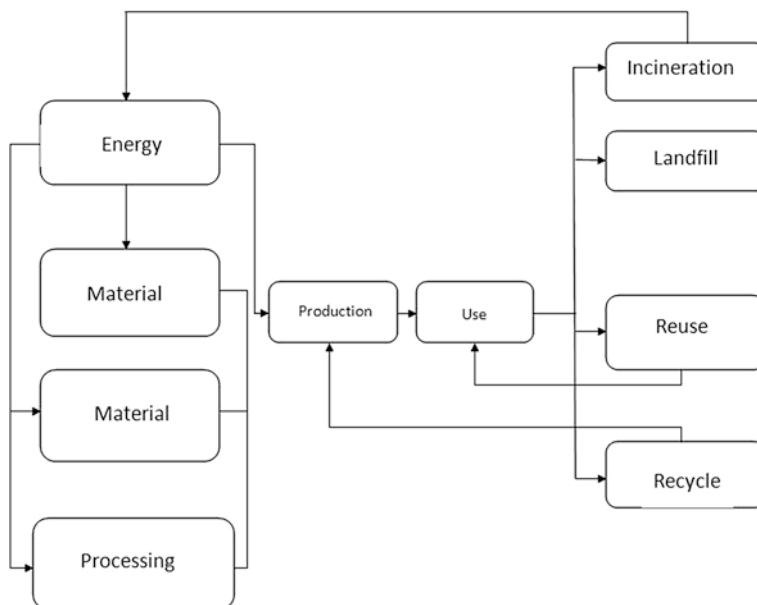 Incineration
Energy
Landfill
Material
Production
Use
Reuse
Material
Recycle
Processing